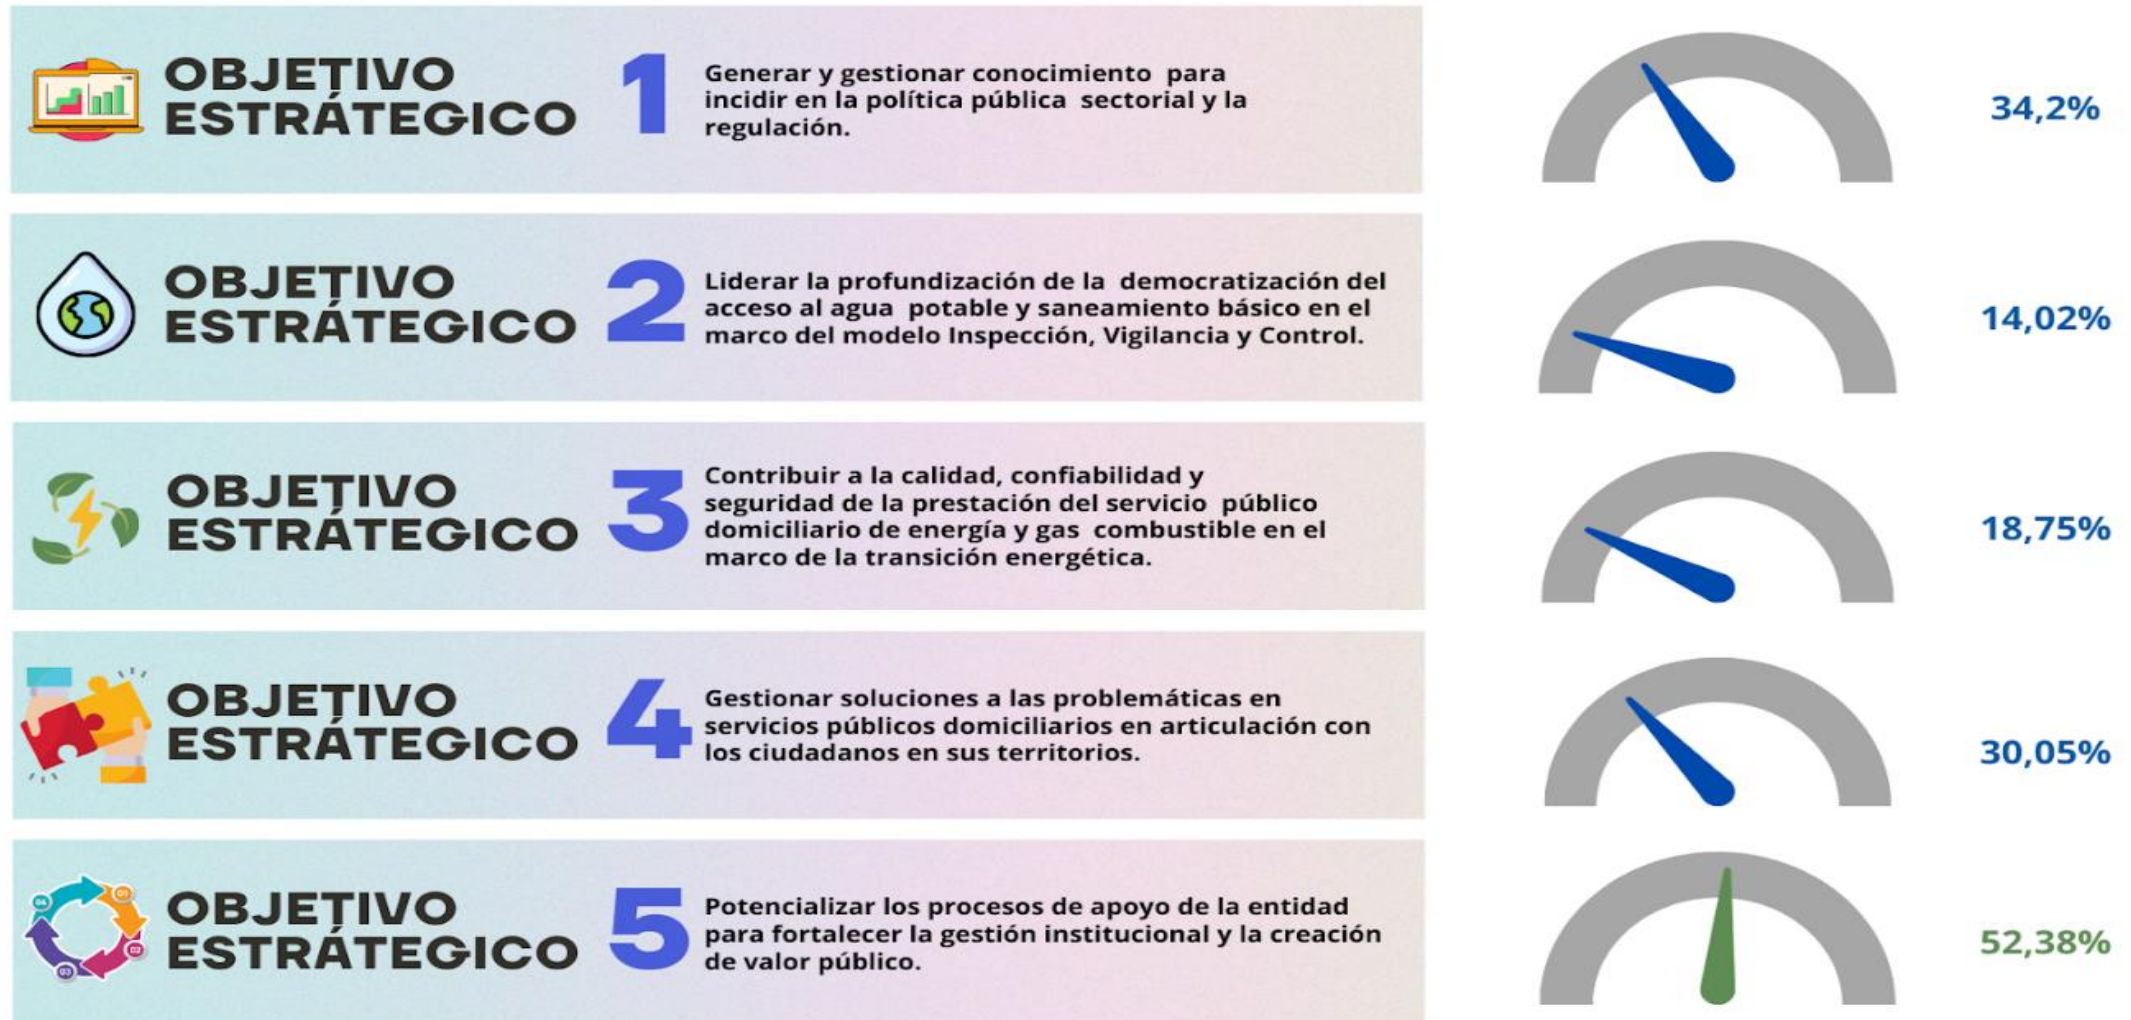 OBJETIVO
ESTRÁTEGICO
1
Generar y gestionar conocimiento para
incidir en la política pública sectorial y la
regulación.
34,2%
OBJETIVO
ESTRÁTEGICO
2
Liderar la profundización de la democratización del
acceso al agua potable y saneamiento básico en el
marco del modelo Inspección, Vigilancia y Control.
14,02%
OBJETIVO
ESTRÁTEGICO
3
Contribuir a la calidad, confiabilidad y
seguridad de la prestación del servicio público
domiciliario de energía y gas combustible en el
marco de la transición energética.
18,75%
OBJETIVO
ESTRÁTEGICO
4
Gestionar soluciones a las problemáticas en
servicios públicos domiciliarios en articulación con
los ciudadanos en sus territorios.
30,05%
04
01
02
03
OBJETIVO
ESTRÁTEGICO
5
Potencializar los procesos de apoyo de la entidad
para fortalecer la gestión institucional y la creación
de valor público.
52,38%